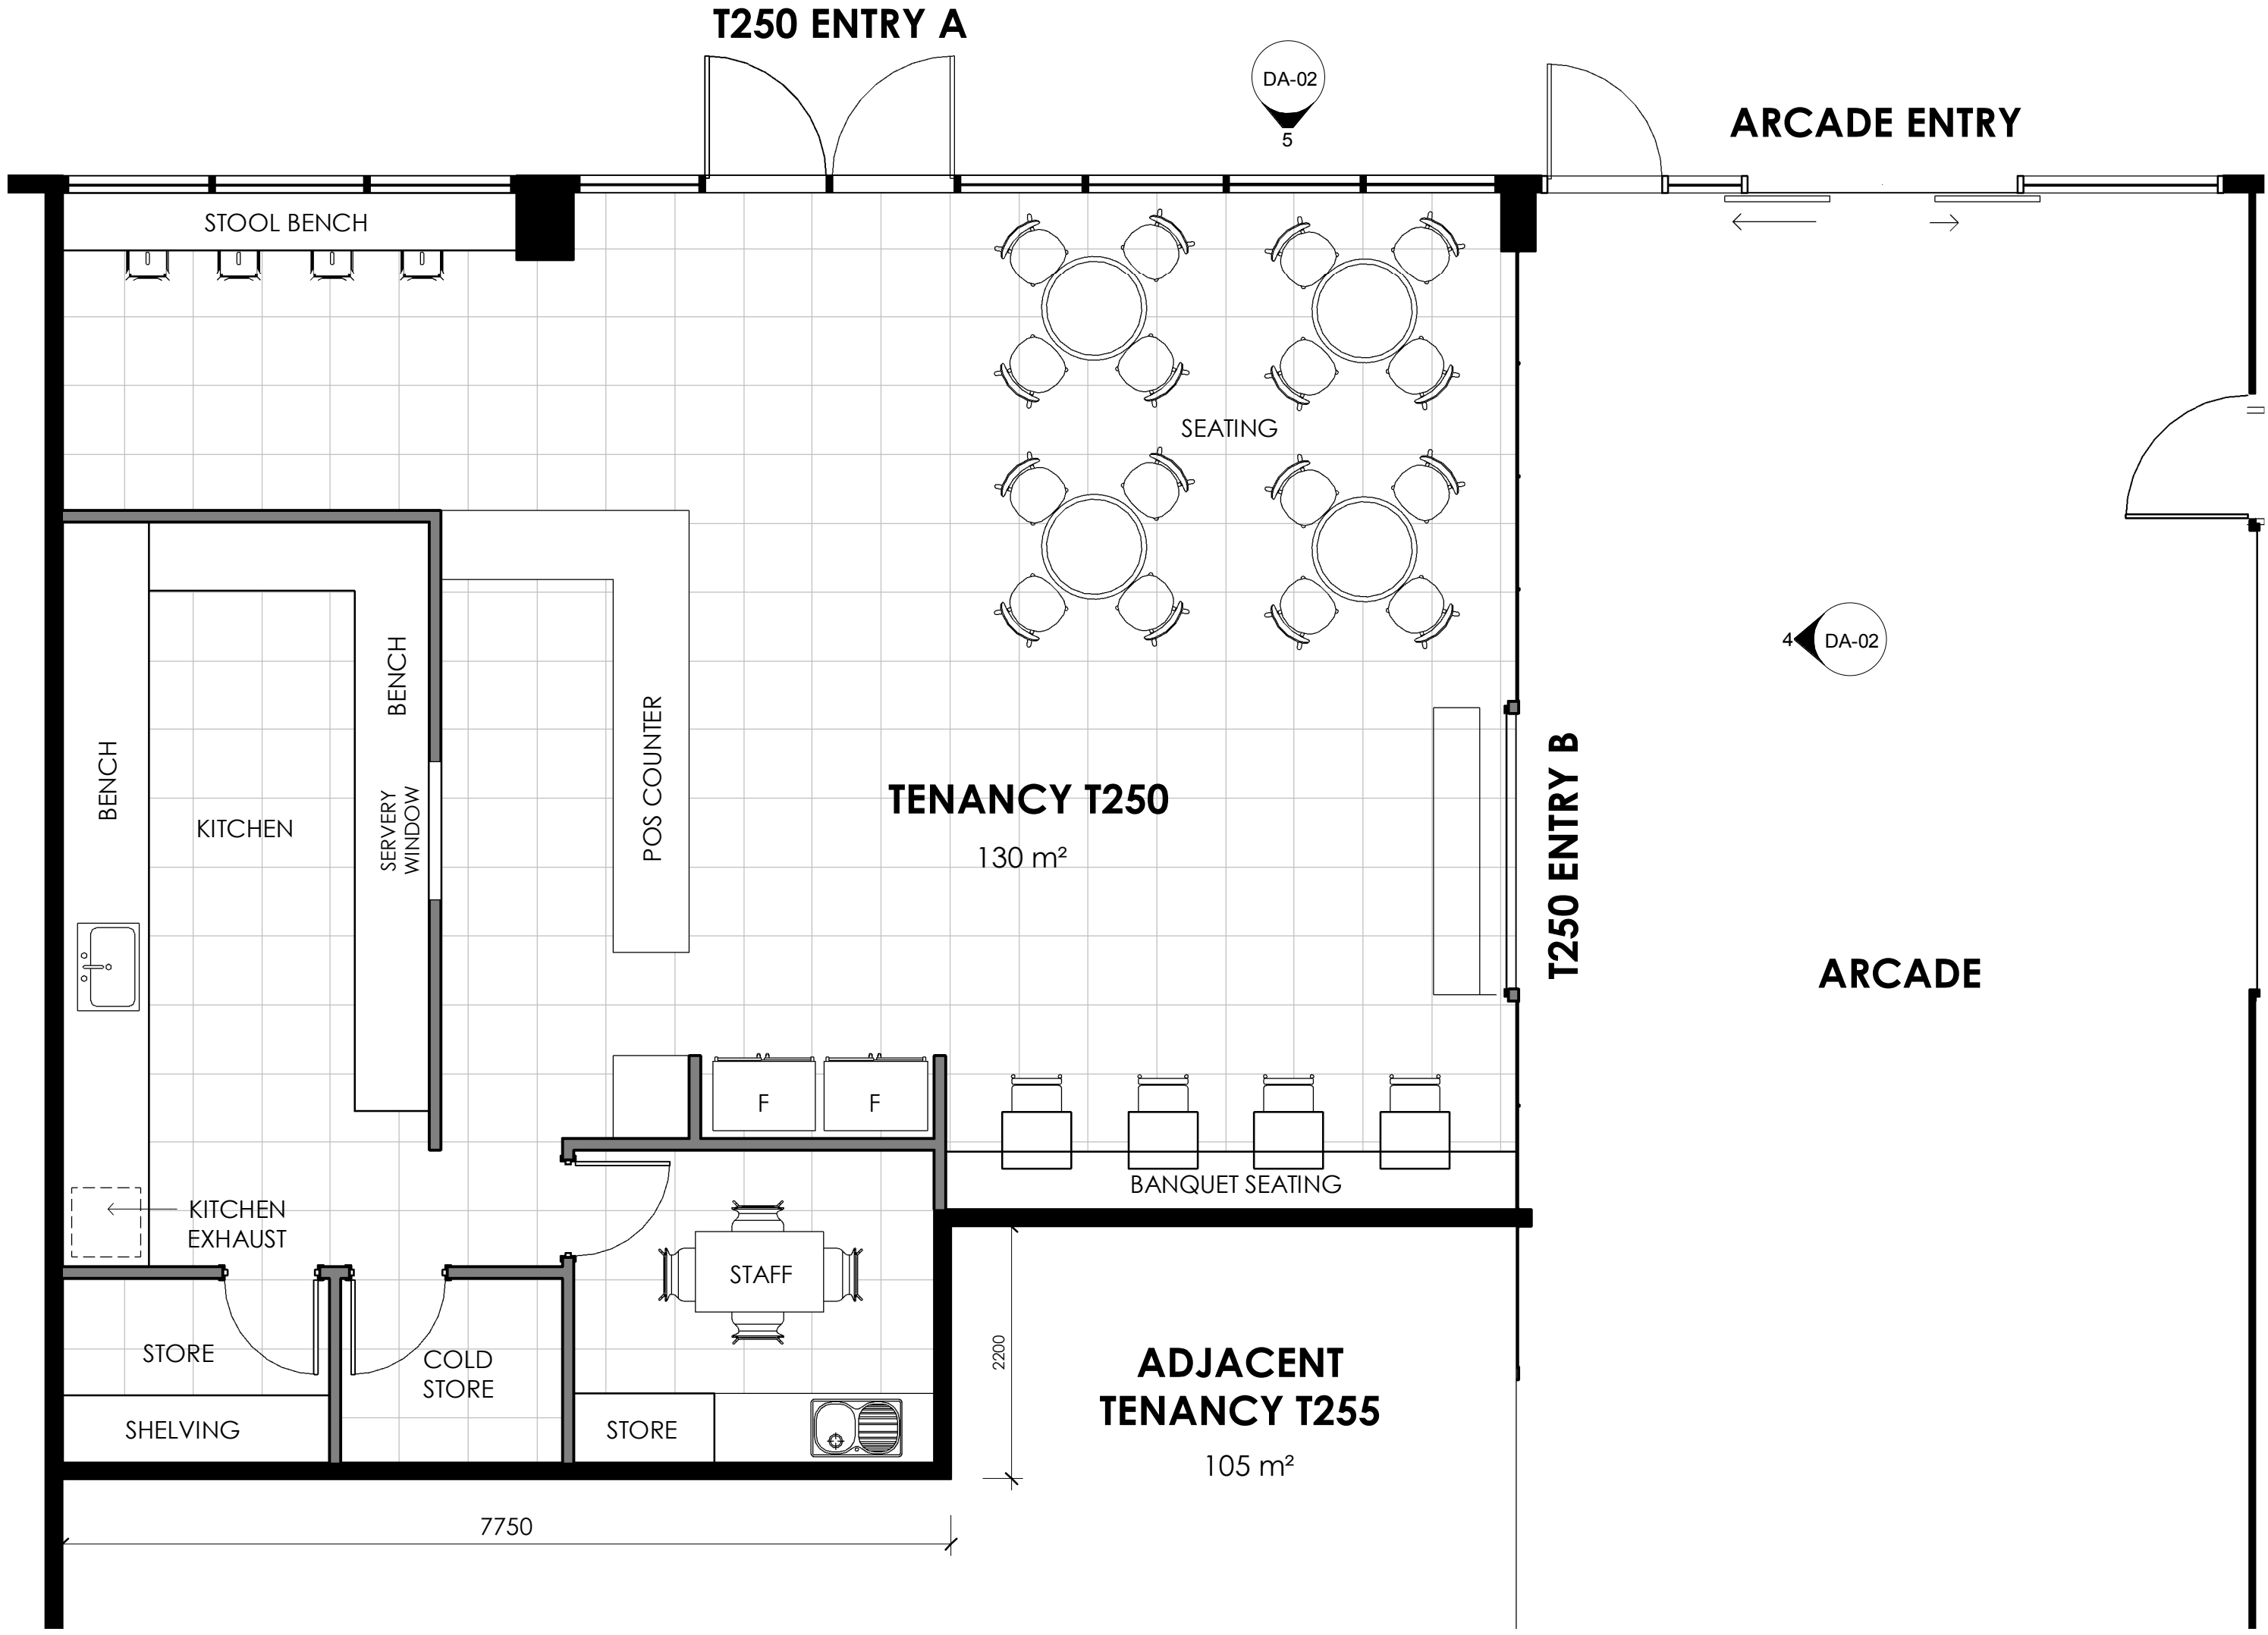 T250 ENTRY A
DA-02
5
ARCADE ENTRY
STOOL BENCH
SEATING
BENCH
BENCH
KITCHEN
SERVERY
WINDOW
POS COUNTER
TENANCY T250
130 m²
T250 ENTRY B
4
DA-02
ARCADE
F
F
BANQUET SEATING
KITCHEN
EXHAUST
STAFF
STORE
COLD
STORE
SHELVING
STORE
2200
ADJACENT
TENANCY T255
105 m²
7750